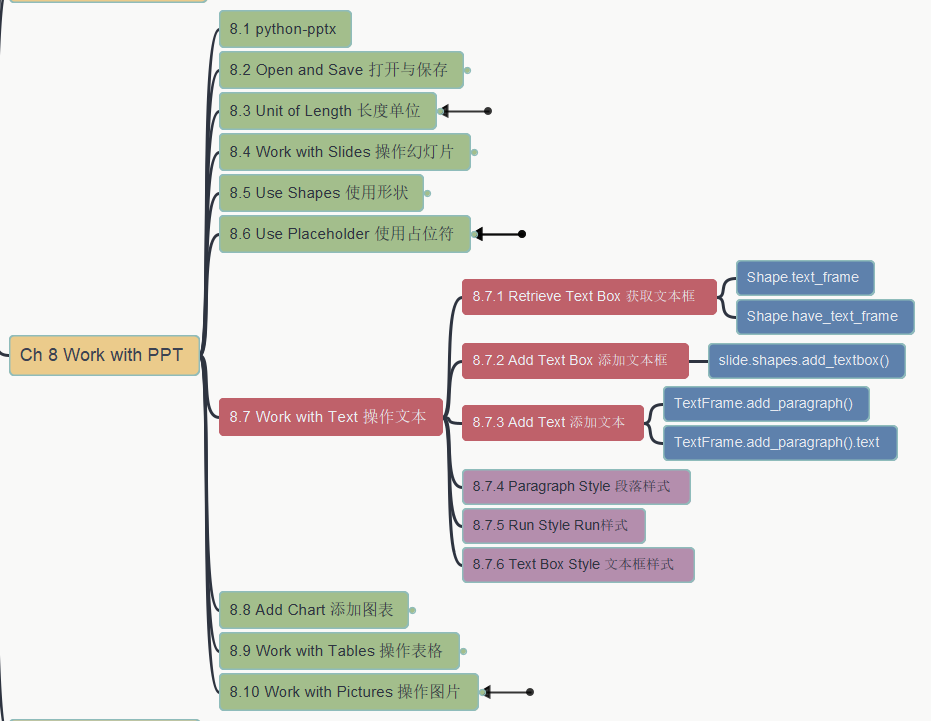 8.1 python-pptx
8.2 Open and Save 打开与保存
8.3 Unit of Length 长度单位
8.4 Work with Slides 操作幻灯片
8.5 Use Shapes 使用形状
8.6 Use Placeholder 使用占位符
Ch 8 Work with PPT
8.7 Work with Text 操作文本
8.7.1 Retrieve Text Box 获取文本框
Shape.text_frame
Shape.have_text_frame
8.7.2 Add Text Box 添加文本框
slide.shapes.add_textbox()
8.7.3 Add Text 添加文本
TextFrame.add_paragraph()
TextFrame.add_paragraph().text
8.7.4 Paragraph Style 段落样式
8.7.5 Run Style Run样式
8.7.6 Text Box Style 文本框样式
8.8 Add Chart 添加图表
8.9 Work with Tables 操作表格
8.10 Work with Pictures 操作图片